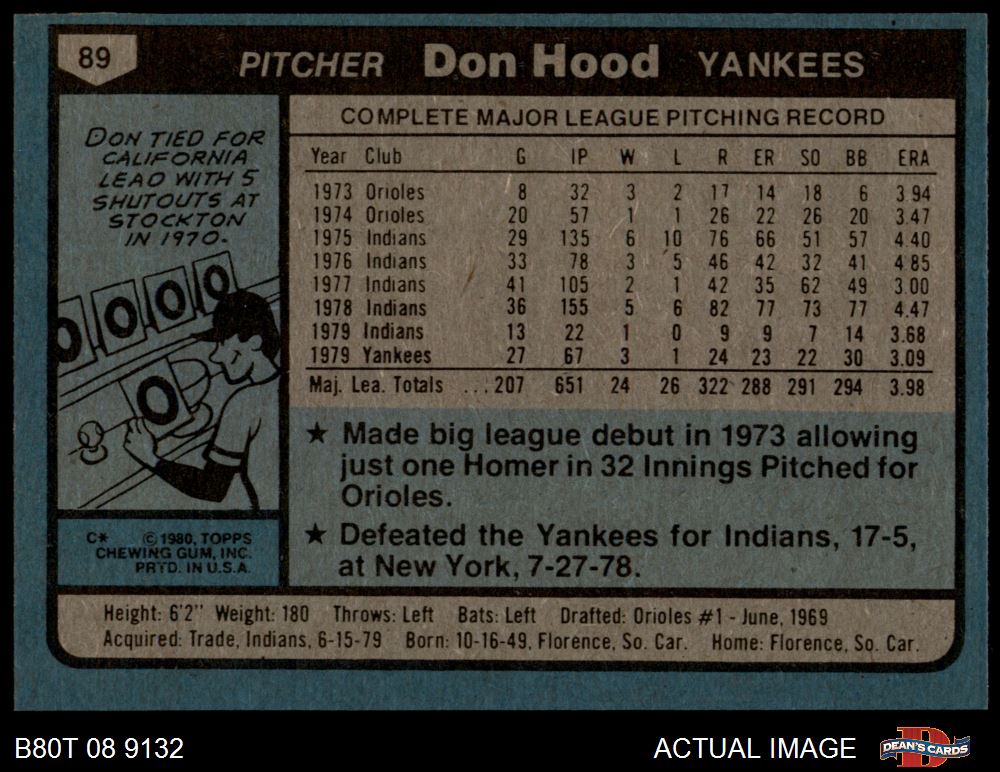 89
PITCHER Don Hood YANKEES
DON TIED FOR
CALIFORNIA
LEAD WITH 5
SHUTOUTS AT
STOCKTON
IN 1970.
0 0 0 0
0
C* © 1980, TOPPS
CHEWING GUM, INC.
PRTD. IN U.S.A.
COMPLETE MAJOR LEAGUE PITCHING RECORD
Year Club G IP W L R ER SO BB ERA
1973 Orioles 8 32 3 2 17 14 18 6 3.94
1974 Orioles 20 57 1 1 26 22 26 20 3.47
1975 Indians 29 135 6 10 76 66 51 57 4.40
1976 Indians 33 78 3 5 46 42 32 41 4.85
1977 Indians 41 105 2 1 42 35 62 49 3.00
1978 Indians 36 155 5 6 82 77 73 77 4.47
1979 Indians 13 22 1 0 9 9 7 14 3.68
1979 Yankees 27 67 3 1 24 23 22 30 3.09
Maj. Lea. Totals ...207 651 24 26 322 288 291 294 3.98
★ Made big league debut in 1973 allowing
just one Homer in 32 Innings Pitched for
Orioles.
★ Defeated the Yankees for Indians, 17-5,
at New York, 7-27-78.
Height: 6'2" Weight: 180 Throws: Left Bats: Left Drafted: Orioles #1 - June, 1969
Acquired: Trade, Indians, 6-15-79 Born: 10-16-49, Florence, So. Car. Home: Florence, So. Car.
B80T 08 9132 ACTUAL IMAGE
D
DEAN'S CARDS